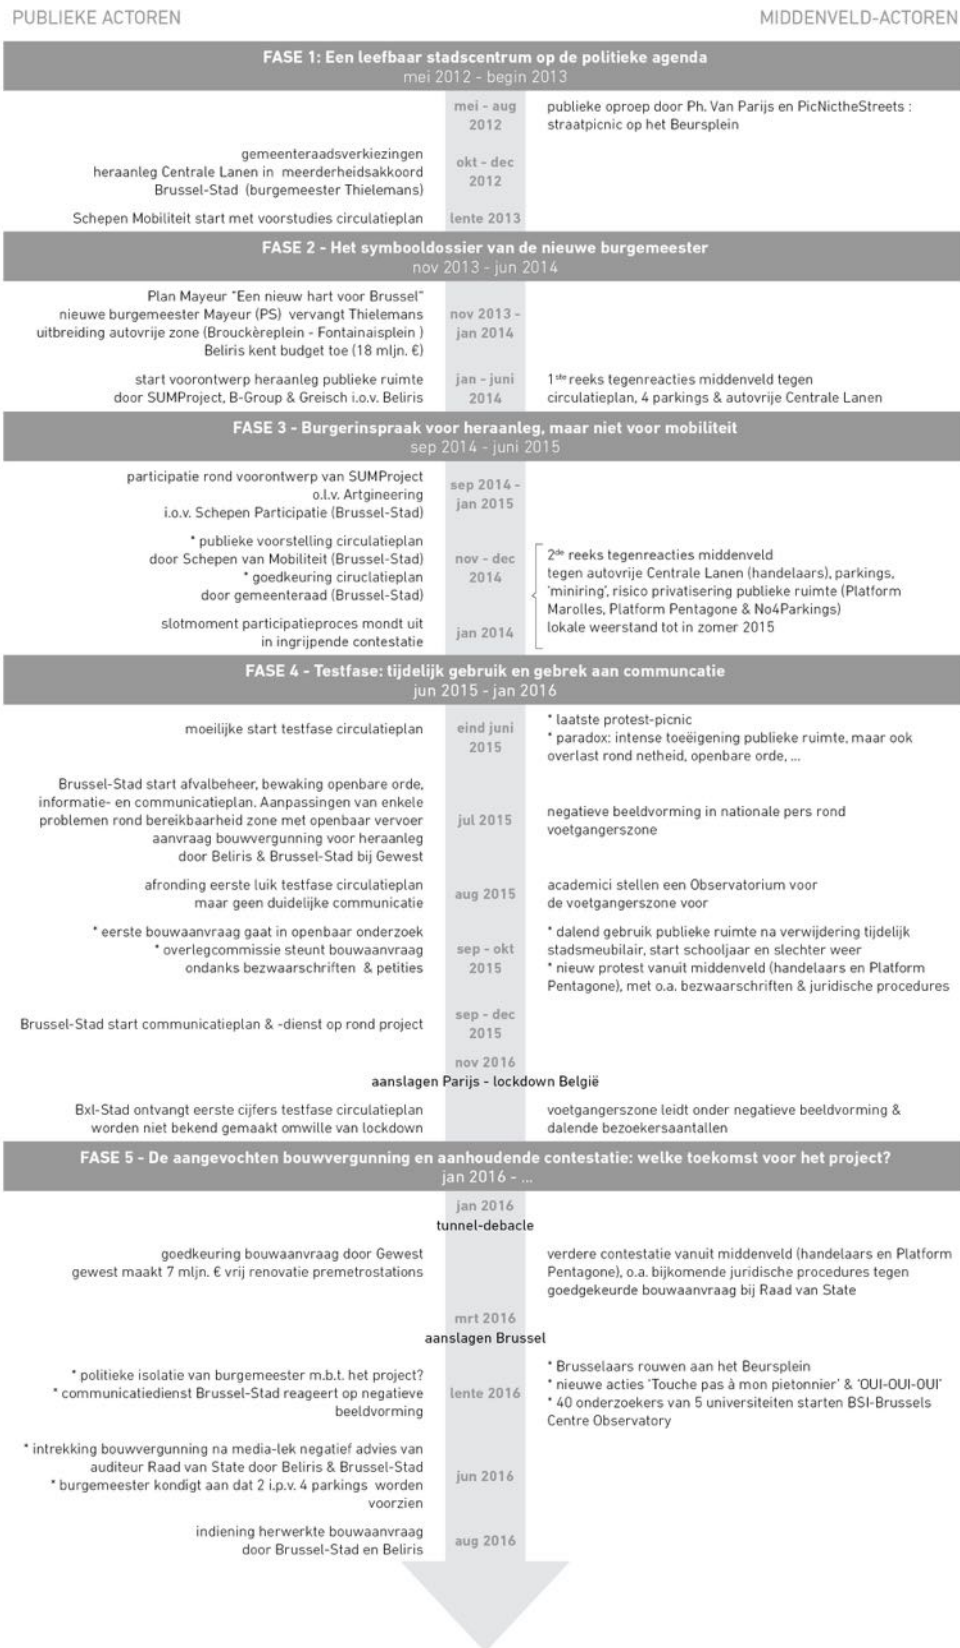 PUBLIEKE ACTOREN
MIDDENVELD-ACTOREN
FASE 1: Een leefbaar stadscentrum op de politieke agenda
mei 2012 - begin 2013
mei - aug
2012
publieke oproep door Ph. Van Parijs en PicNictheStreets :
straatpicnic op het Beursplein
gemeenteraadsverkiezingen
heraanleg Centrale Lanen in meerderheidsakkoord
Brussel-Stad (burgemeester Thielemans)
okt - dec
2012
Schepen Mobiliteit start met voorstudies circulatieplan
lente 2013
FASE 2 - Het symbooldossier van de nieuwe burgemeester
nov 2013 - jun 2014
Plan Mayeur "Een nieuw hart voor Brussel"
nieuwe burgemeester Mayeur (PS) vervangt Thielemans
uitbreiding autovrije zone (Brouckèreplein - Fontainaisplein )
Beliris kent budget toe (18 mljn. €)
nov 2013 -
jan 2014
start voorontwerp heraanleg publieke ruimte
door SUMProject, B-Group & Greisch i.o.v. Beliris
jan - juni
2014
1ste reeks tegenreacties middenveld tegen
circulatieplan, 4 parkings & autovrije Centrale Lanen
FASE 3 - Burgerinspraak voor heraanleg, maar niet voor mobiliteit
sep 2014 - juni 2015
participatie rond voorontwerp van SUMProject
o.l.v. Artgineering
i.o.v. Schepen Participatie (Brussel-Stad)
sep 2014 -
jan 2015
* publieke voorstelling circulatieplan
door Schepen van Mobiliteit (Brussel-Stad)
* goedkeuring ciruclatieplan
door gemeenteraad (Brussel-Stad)
nov - dec
2014
2de reeks tegenreacties middenveld
tegen autovrije Centrale Lanen (handelaars), parkings,
'miniring', risico privatisering publieke ruimte (Platform
Marolles, Platform Pentagone & No4Parkings)
lokale weerstand tot in zomer 2015
slotmoment participatieproces mondt uit
in ingrijpende contestatie
jan 2014
FASE 4 - Testfase: tijdelijk gebruik en gebrek aan communcatie
jun 2015 - jan 2016
moeilijke start testfase circulatieplan
eind juni
2015
* laatste protest-picnic
* paradox: intense toeëigening publieke ruimte, maar ook
overlast rond netheid, openbare orde, ...
Brussel-Stad start afvalbeheer, bewaking openbare orde,
informatie- en communicatieplan. Aanpassingen van enkele
problemen rond bereikbaarheid zone met openbaar vervoer
aanvraag bouwvergunning voor heraanleg
door Beliris & Brussel-Stad bij Gewest
jul 2015
negatieve beeldvorming in nationale pers rond
voetgangerszone
afronding eerste luik testfase circulatieplan
maar geen duidelijke communicatie
aug 2015
academici stellen een Observatorium voor
de voetgangerszone voor
* eerste bouwaanvraag gaat in openbaar onderzoek
* overlegcommissie steunt bouwaanvraag
ondanks bezwaarschriften & petities
sep - okt
2015
* dalend gebruik publieke ruimte na verwijdering tijdelijk
stadsmeubilair, start schooljaar en slechter weer
* nieuw protest vanuit middenveld (handelaars en Platform
Pentagone), met o.a. bezwaarschriften & juridische procedures
Brussel-Stad start communicatieplan & -dienst op rond project
sep - dec
2015
nov 2016
aanslagen Parijs - lockdown België
Bxl-Stad ontvangt eerste cijfers testfase circulatieplan
worden niet bekend gemaakt omwille van lockdown
voetgangerszone leidt onder negatieve beeldvorming &
dalende bezoekersaantallen
FASE 5 - De aangevochten bouwvergunning en aanhoudende contestatie: welke toekomst voor het project?
jan 2016 - ...
jan 2016
tunnel-debacle
goedkeuring bouwaanvraag door Gewest
gewest maakt 7 mljn. € vrij renovatie premetrostations
verdere contestatie vanuit middenveld (handelaars en Platform
Pentagone), o.a. bijkomende juridische procedures tegen
goedgekeurde bouwaanvraag bij Raad van State
mrt 2016
aanslagen Brussel
* politieke isolatie van burgemeester m.b.t. het project?
* communicatiedienst Brussel-Stad reageert op negatieve
beeldvorming
lente 2016
* Brusselaars rouwen aan het Beursplein
* nieuwe acties 'Touche pas à mon pietonnier' & 'OUI-OUI-OUI'
* 40 onderzoekers van 5 universiteiten starten BSI-Brussels
Centre Observatory
* intrekking bouwvergunning na media-lek negatief advies van
auditeur Raad van State door Beliris & Brussel-Stad
* burgemeester kondigt aan dat 2 i.p.v. 4 parkings worden
voorzien
jun 2016
indiening herwerkte bouwaanvraag
door Brussel-Stad en Beliris
aug 2016